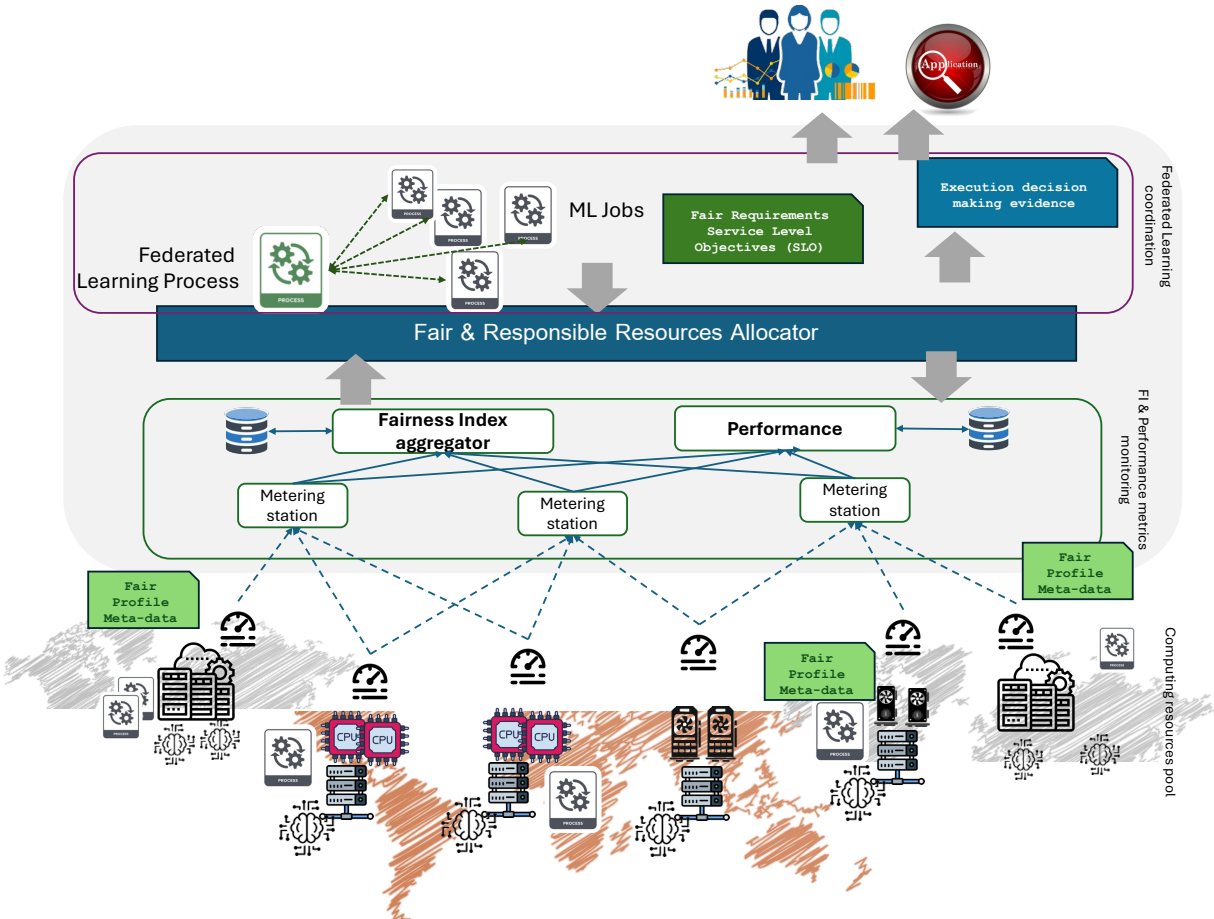 Application
Federated Learning
coordination
PROCESS
PROCESS
PROCESS
PROCESS
PROCESS
ML Jobs
Federated
Learning Process
Fair Requirements
Service Level
Objectives (SLO)
Execution decision
making evidence
Fair & Responsible Resources Allocator
FI & Performance metrics
monitoring
Fairness Index
aggregator
Performance
Metering
station
Metering
station
Metering
station
Fair
Profile
Meta-data
Fair
Profile
Meta-data
Fair
Profile
Meta-data
Computing resources pool
PROCESS
PROCESS
PROCESS
PROCESS
PROCESS
CPU
CPU
CPU
CPU
PROCESS